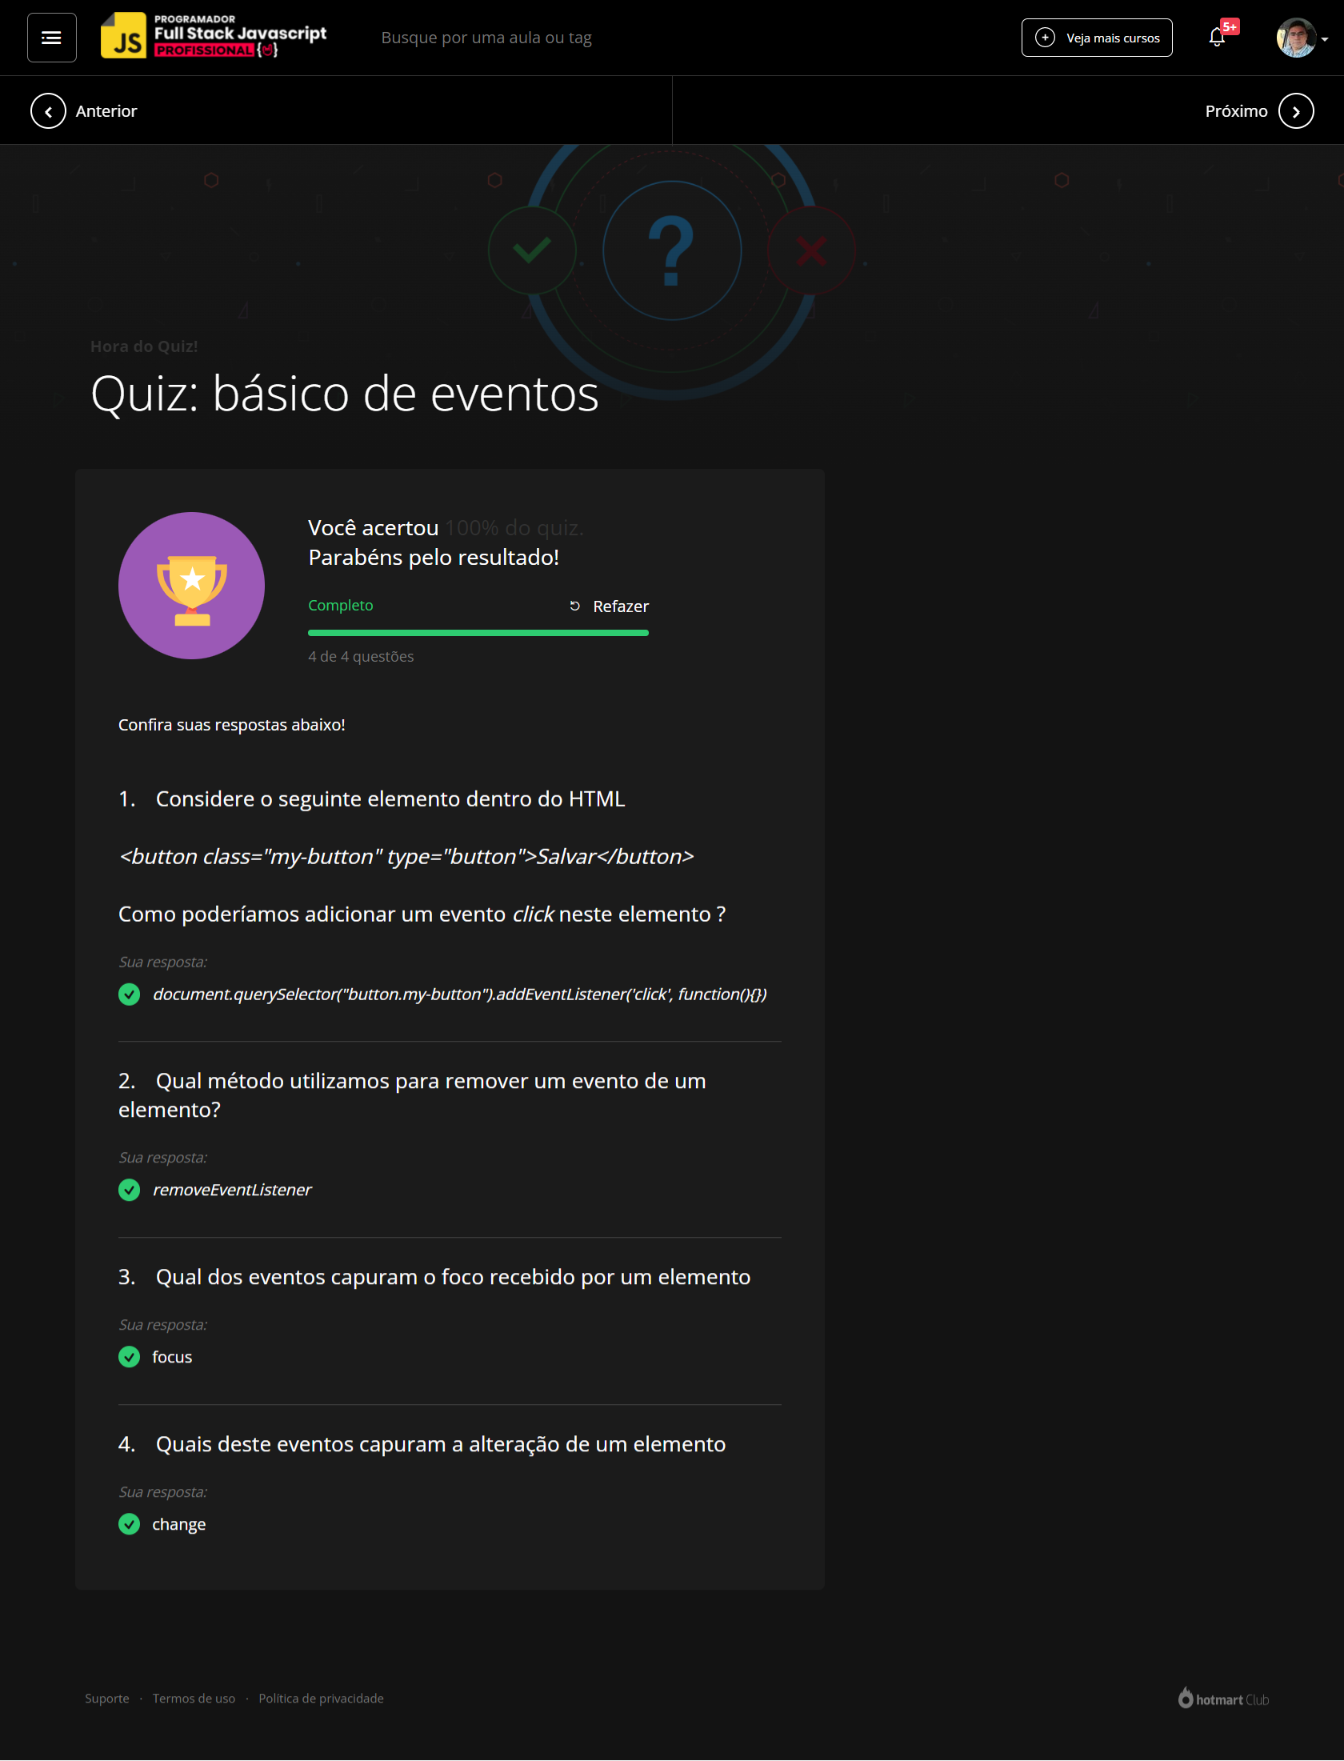 PROGRAMADOR
JS Full Stack Javascript
PROFISSIONAL {}
Busque por uma aula ou tag
Veja mais cursos
5+
Anterior
Próximo
?
Hora do Quiz!
Quiz: básico de eventos
Você acertou 100% do quiz.
Parabéns pelo resultado!
Completo
Refazer
4 de 4 questões
Confira suas respostas abaixo!
1. Considere o seguinte elemento dentro do HTML
<button class="my-button" type="button">Salvar</button>
Como poderíamos adicionar um evento click neste elemento ?
Sua resposta:
document.querySelector("button.my-button").addEventListener('click', function(){})
2. Qual método utilizamos para remover um evento de um
elemento?
Sua resposta:
removeEventListener
3. Qual dos eventos capuram o foco recebido por um elemento
Sua resposta:
focus
4. Quais deste eventos capuram a alteração de um elemento
Sua resposta:
change
Suporte · Termos de uso · Política de privacidade
hotmart Club